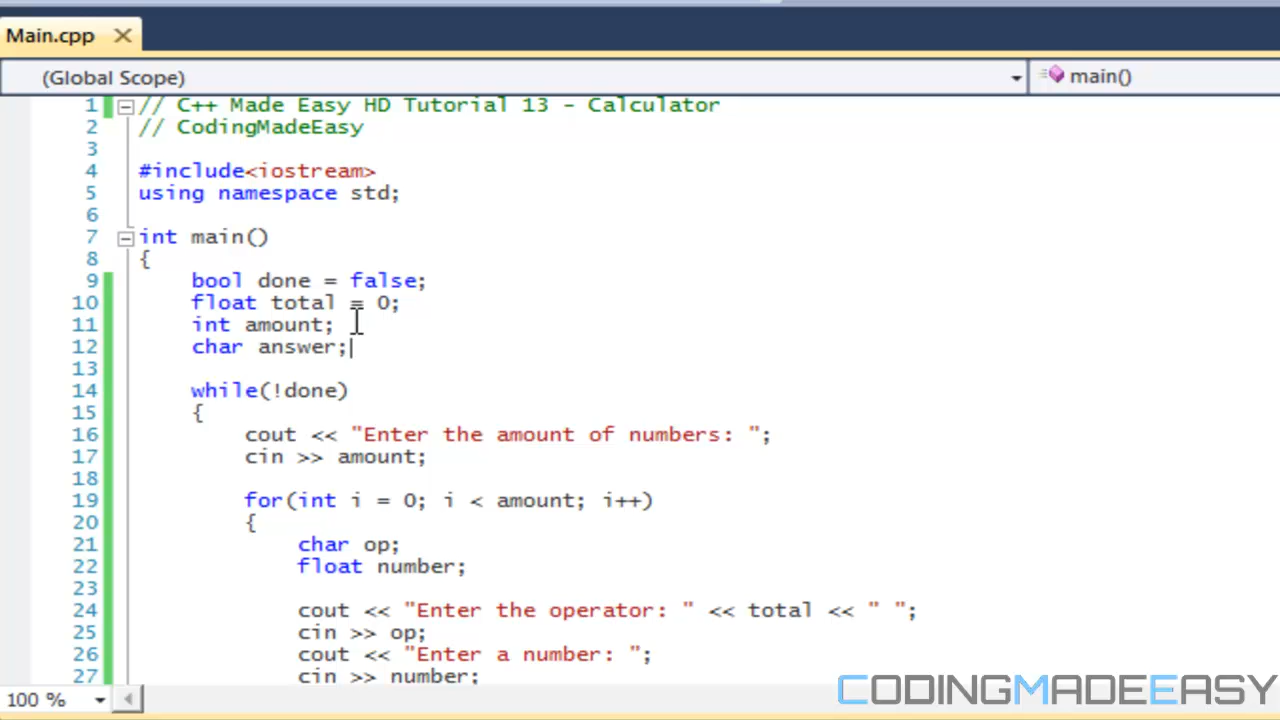 Main.cpp
(Global Scope)
main()
1 // C++ Made Easy HD Tutorial 13 - Calculator
2 // CodingMadeEasy
3
4 #include<iostream>
5 using namespace std;
6
7 int main()
8 {
9 bool done = false;
10 float total = 0;
11 int amount;
12 char answer;
13
14 while(!done)
15 {
16 cout << "Enter the amount of numbers: ";
17 cin >> amount;
18
19 for(int i = 0; i < amount; i++)
20 {
21 char op;
22 float number;
23
24 cout << "Enter the operator: " << total << " ";
25 cin >> op;
26 cout << "Enter a number: ";
27 cin >> number;
100 %
CODINGMADEEASY